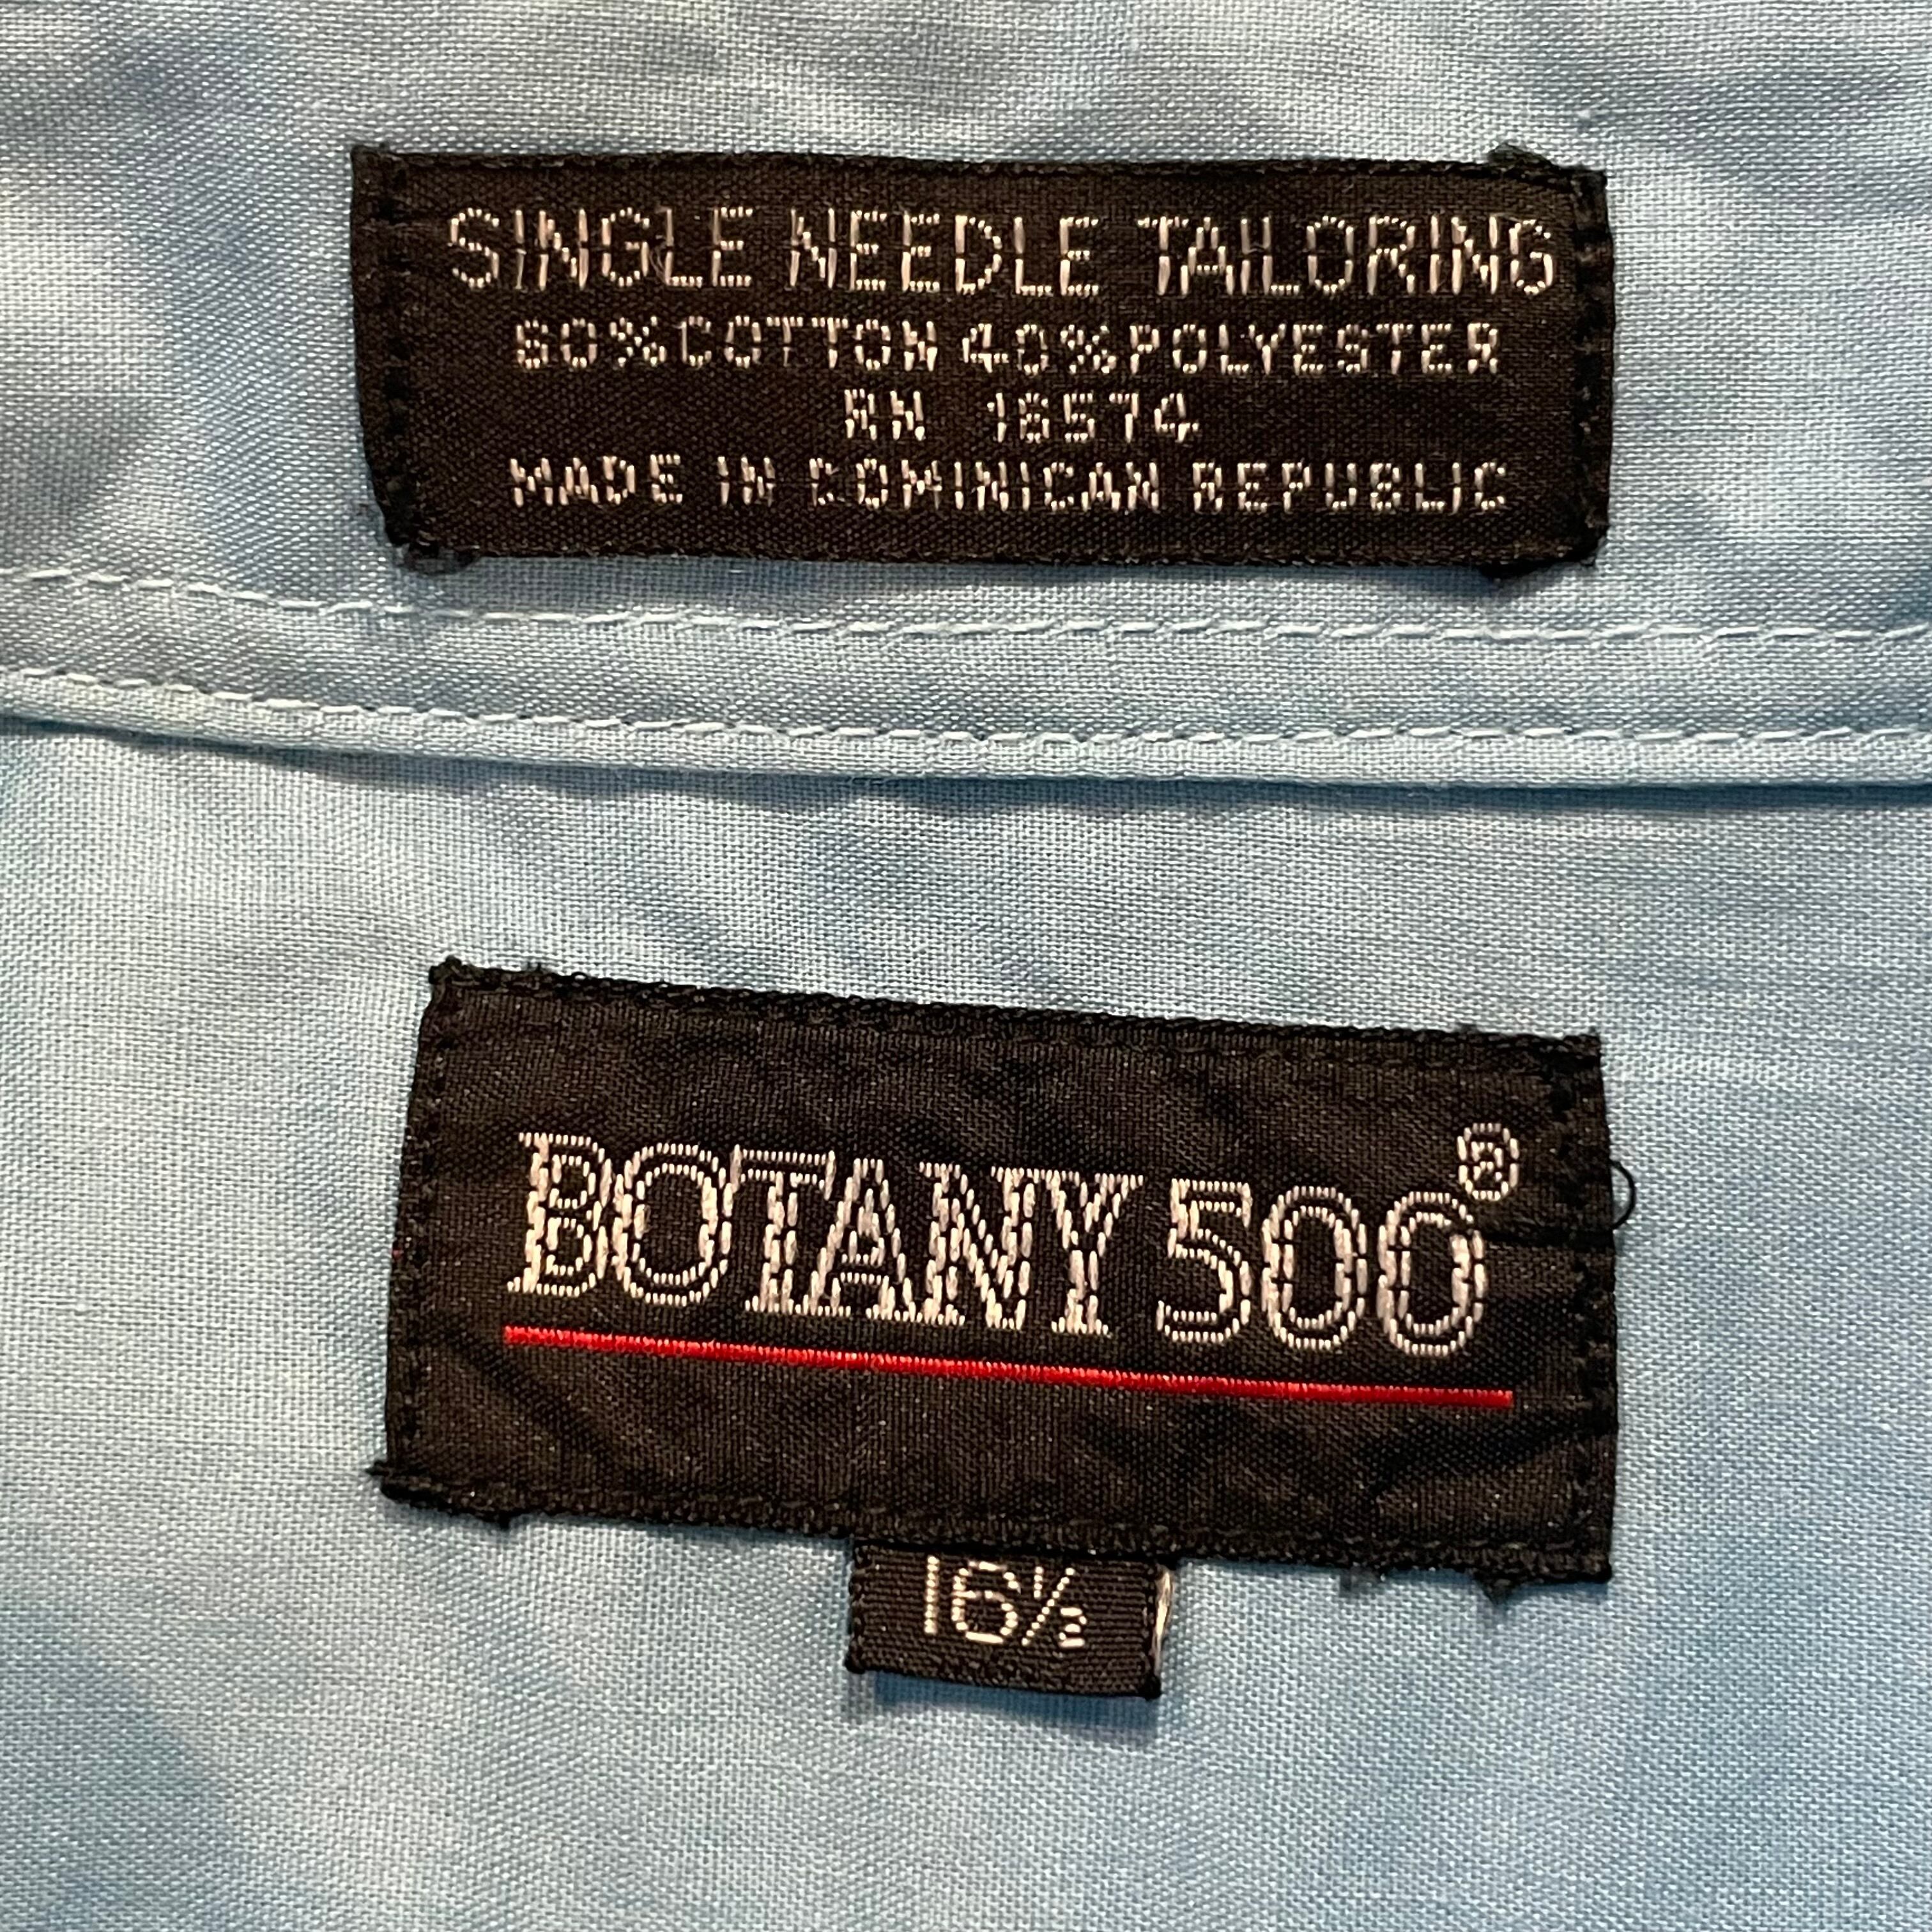 SINGLE NEEDLE TAILORING
60% COTTON 40% POLYESTER
RN 16574
MADE IN DOMINICAN REPUBLIC
BOTANY 500®
16½